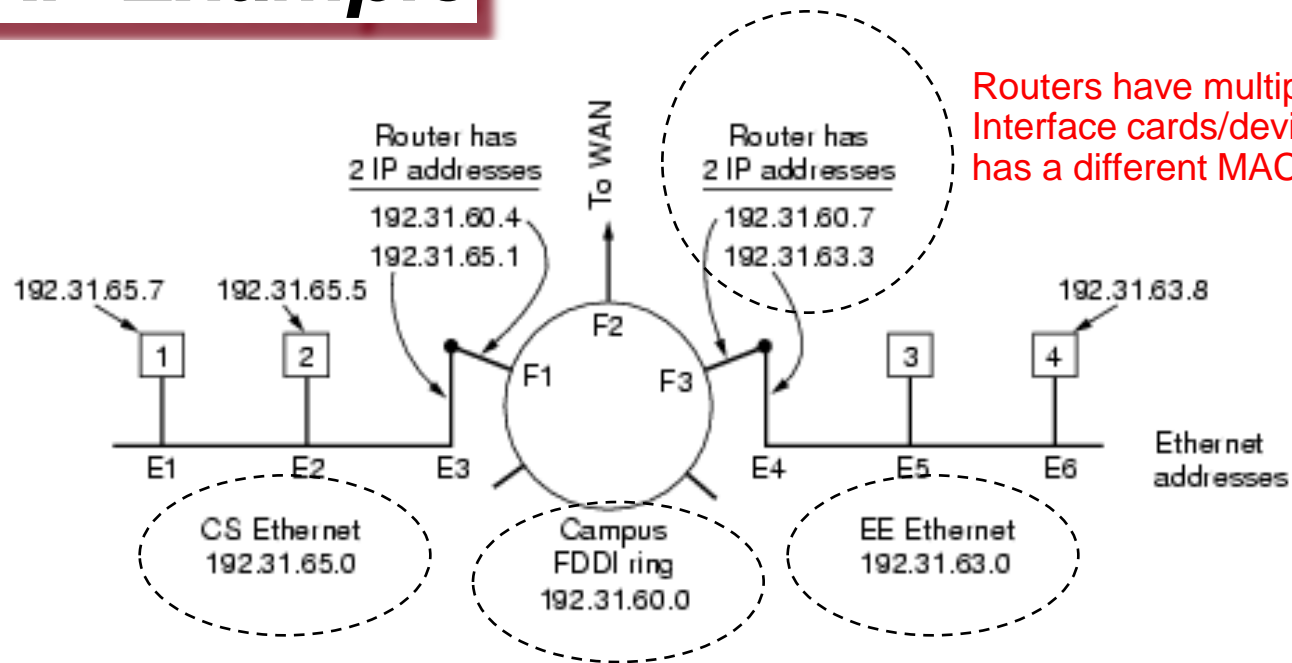 Example
Routers have
Interface cards/
has a different MAC
Router has
2 IP addresses
192.31.60.4
192.31.65.1
To WAN
Router has
2 IP addresses
192.31.60.7
192.31.63.3
192.31.65.7
192.31.65.5
192.31.63.8
F2
1
2
F1
F3
3
4
E1
E2
E3
E4
E5
E6
Ethernet
addresses
CS Ethernet
192.31.65.0
Campus
FDDI ring
192.31.60.0
EE Ethernet
192.31.63.0